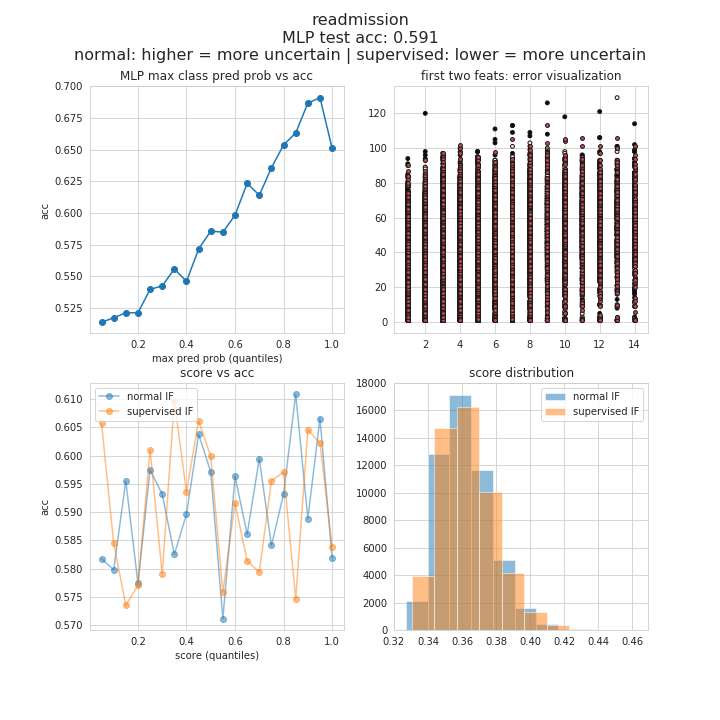 readmission
MLP test acc: 0.591
normal: higher = more uncertain | supervised: lower = more uncertain
MLP max class pred prob vs acc
0.700
0.675
0.650
0.625
0.600
0.575
0.550
0.525
acc
0.2 0.4 0.6 0.8 1.0
max pred prob (quantiles)
first two feats: error visualization
120
100
80
60
40
20
0
2 4 6 8 10 12 14
score vs acc
normal IF
supervised IF
0.610
0.605
0.600
0.595
0.590
0.585
0.580
0.575
0.570
acc
0.2 0.4 0.6 0.8 1.0
score (quantiles)
score distribution
normal IF
supervised IF
18000
16000
14000
12000
10000
8000
6000
4000
2000
0
0.32 0.34 0.36 0.38 0.40 0.42 0.44 0.46